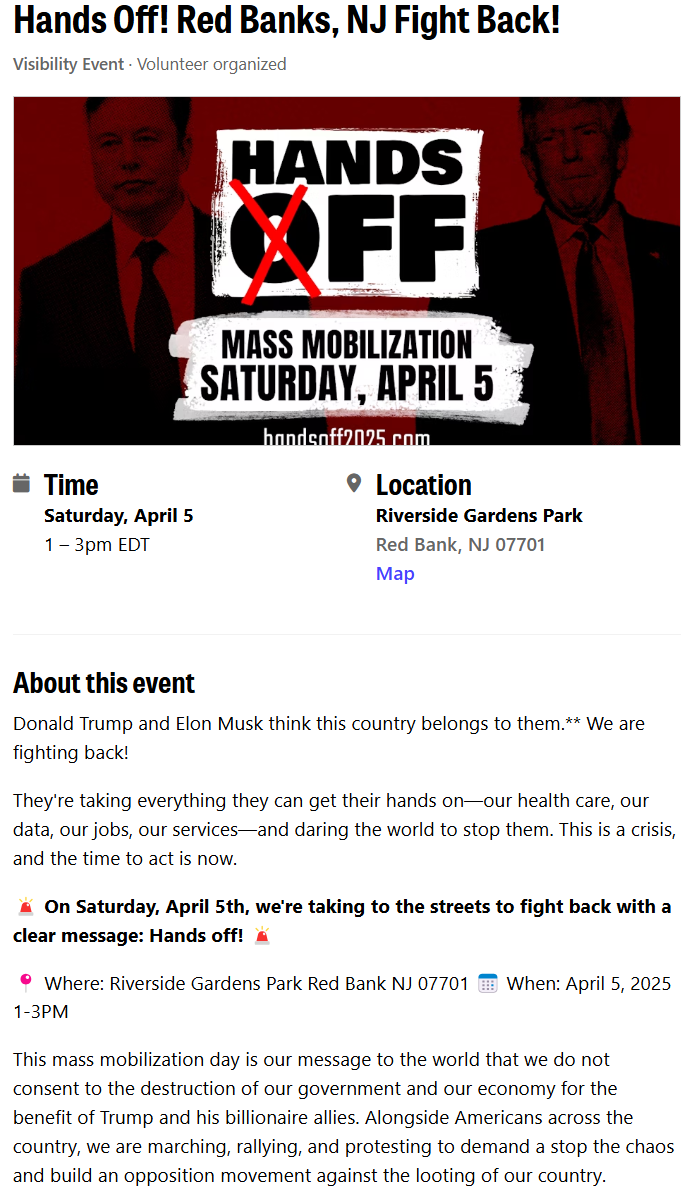 Hands Off! Red Banks, NJ Fight Back!
Visibility Event · Volunteer organized
HANDS
OFF
MASS MOBILIZATION
SATURDAY, APRIL 5
handsoff2025.com
Time
Saturday, April 5
1 – 3pm EDT
Location
Riverside Gardens Park
Red Bank, NJ 07701
Map
About this event
Donald Trump and Elon Musk think this country belongs to them.** We are
fighting back!
They're taking everything they can get their hands on—our health care, our
data, our jobs, our services—and daring the world to stop them. This is a crisis,
and the time to act is now.
🚨 On Saturday, April 5th, we're taking to the streets to fight back with a
clear message: Hands off! 🚨
📍 Where: Riverside Gardens Park Red Bank NJ 07701 🗓️ When: April 5, 2025
1-3PM
This mass mobilization day is our message to the world that we do not
consent to the destruction of our government and our economy for the
benefit of Trump and his billionaire allies. Alongside Americans across the
country, we are marching, rallying, and protesting to demand a stop the chaos
and build an opposition movement against the looting of our country.